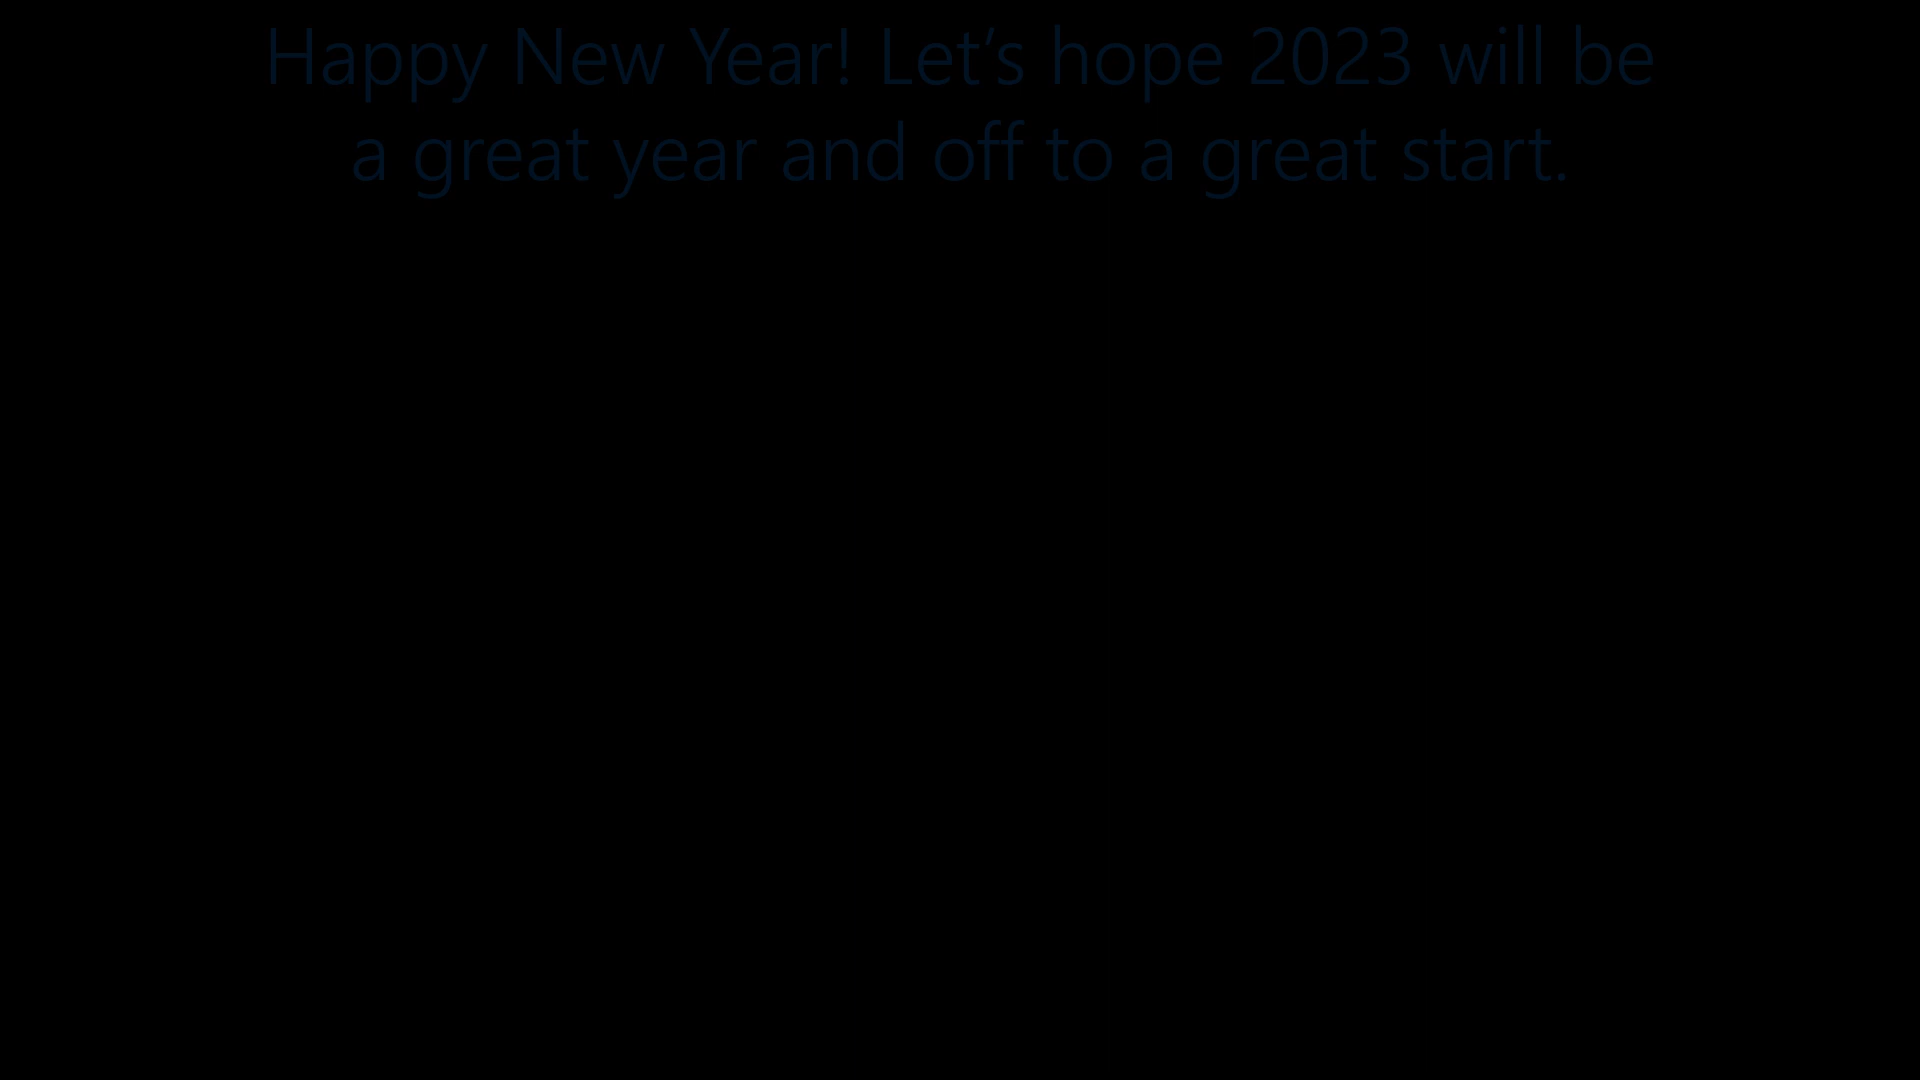 Happy New Year! Let’s hope 2023 will be
a great year and off to a great start.